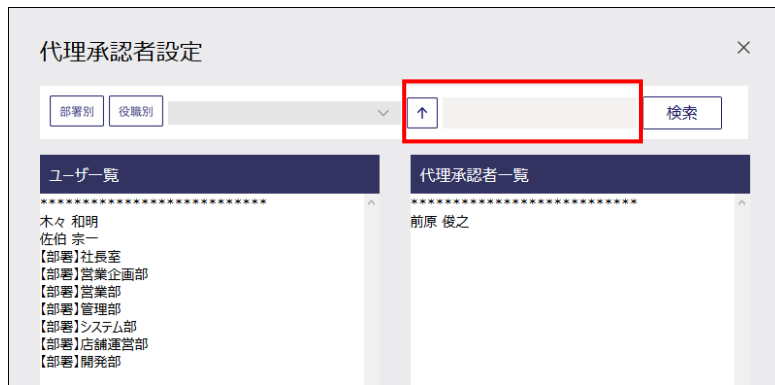 代理承認者設定
部署別 役職別 検索
ユーザ一覧
**************************
木々 和明
佐伯 宗一
【部署】社長室
【部署】営業企画部
【部署】営業部
【部署】管理部
【部署】システム部
【部署】店舗運営部
【部署】開発部
代理承認者一覧
**************************
前原 俊之